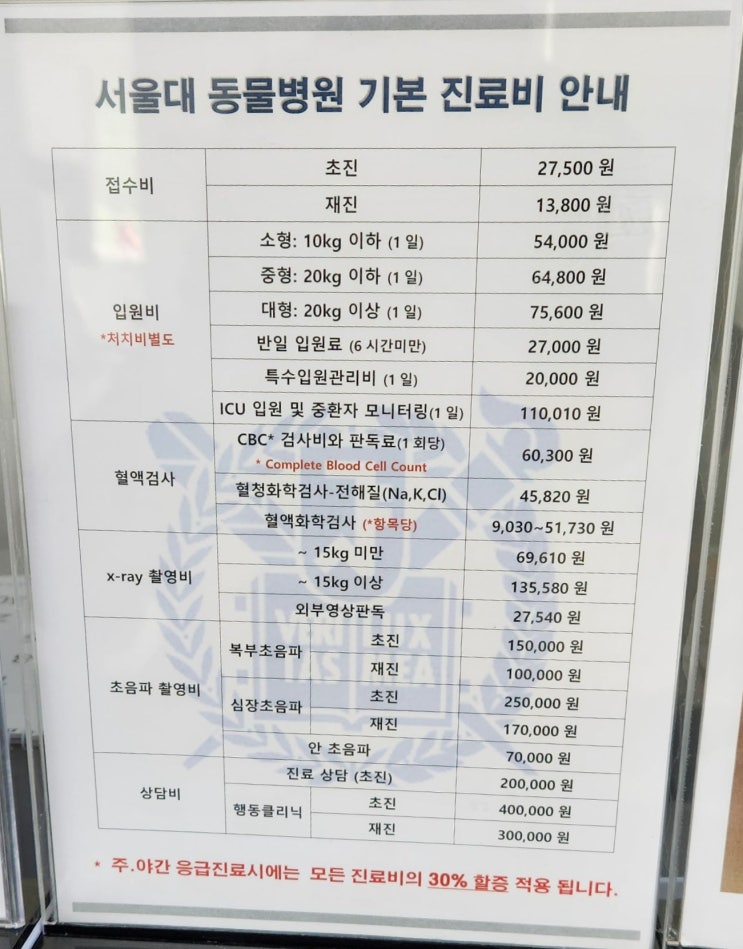 서울대 동물병원 기본 진료비 안내
접수비 초진 27,500 원
재진 13,800 원
입원비 *처치비별도 소형: 10kg 이하 (1 일) 54,000 원
중형: 20kg 이하 (1 일) 64,800 원
대형: 20kg 이상 (1 일) 75,600 원
반일 입원료 (6 시간미만) 27,000 원
특수입원관리비 (1 일) 20,000 원
ICU 입원 및 중환자 모니터링(1 일) 110,010 원
혈액검사 CBC* 검사비와 판독료(1 회당) 60,300 원
* Complete Blood Cell Count
혈청화학검사-전해질(Na,K,Cl) 45,820 원
혈액화학검사 (*항목당) 9,030~51,730 원
x-ray 촬영비 ~ 15kg 미만 69,610 원
~ 15kg 이상 135,580 원
외부영상판독 27,540 원
초음파 촬영비 복부초음파 초진 150,000 원
재진 100,000 원
심장초음파 초진 250,000 원
재진 170,000 원
안 초음파 70,000 원
상담비 진료 상담 (초진) 200,000 원
행동클리닉 초진 400,000 원
재진 300,000 원
* 주.야간 응급진료시에는 모든 진료비의 30% 할증 적용 됩니다.
VERI LUX
TAS MEA